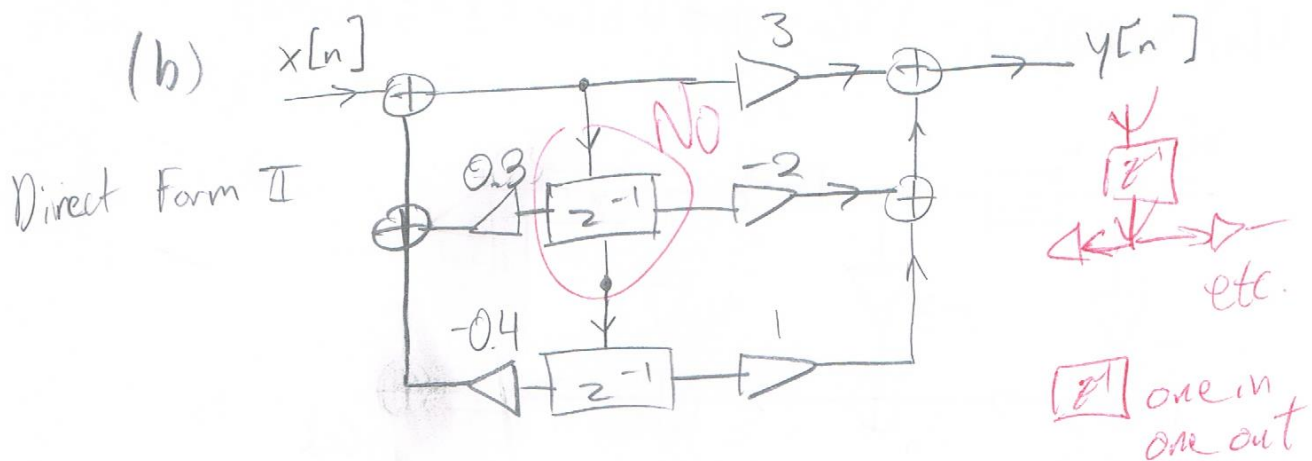 (b) x[n] 3 y[n]
No
Direct Form II 0.3 z⁻¹ -2 z⁻¹
etc.
-0.4 z⁻¹ 1
z⁻¹ one in
one out